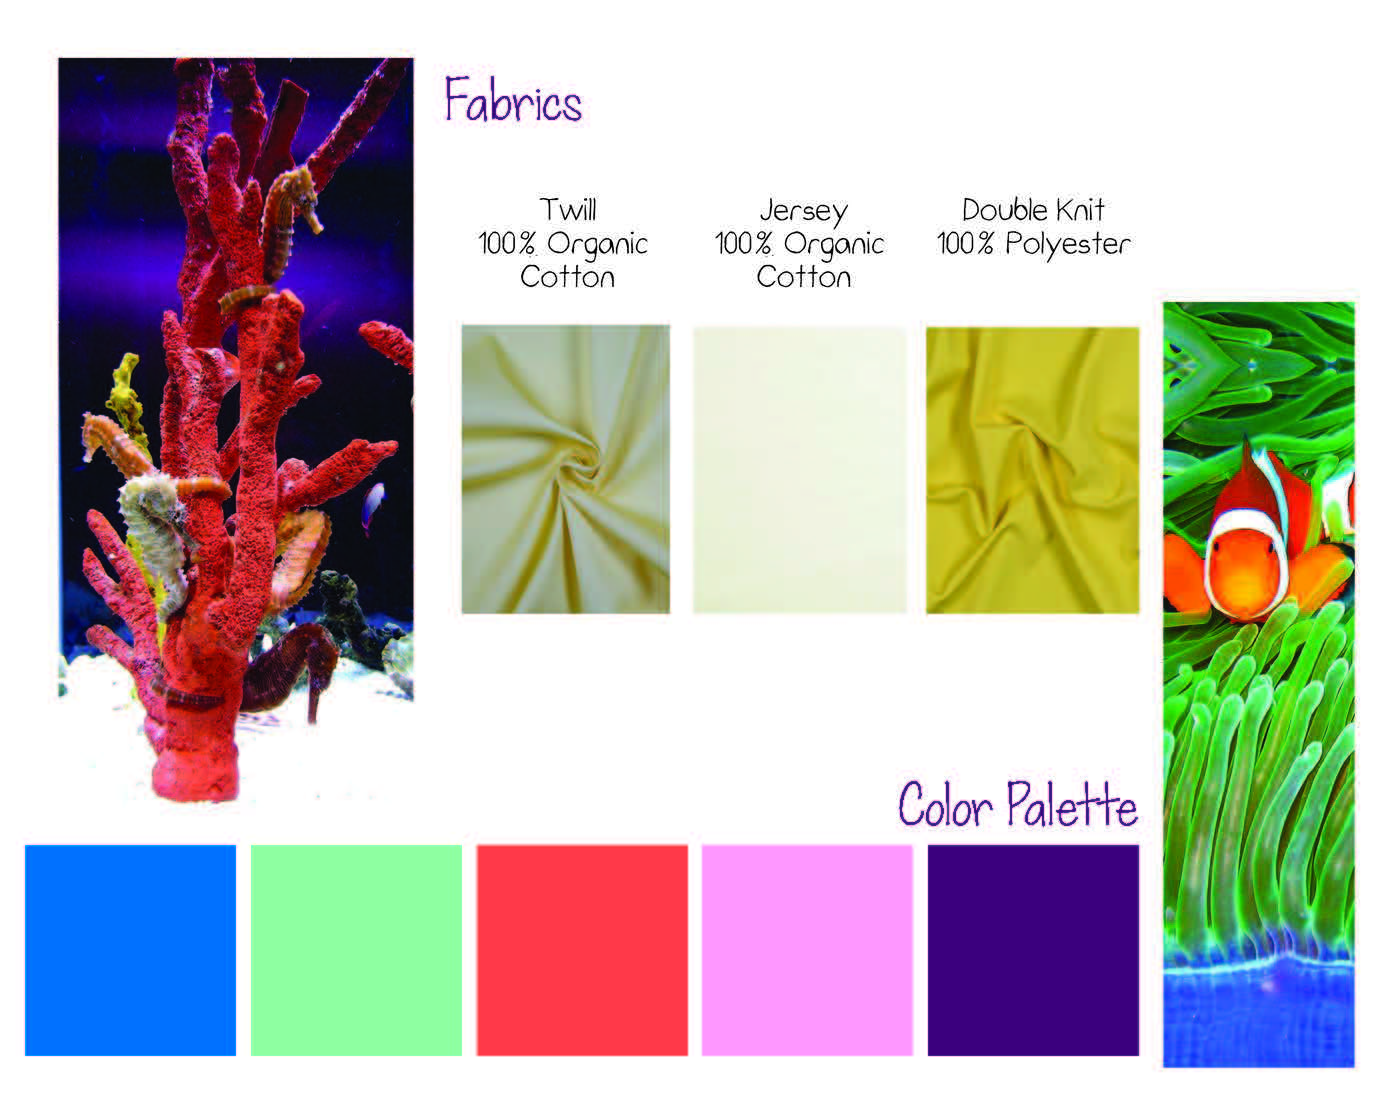 Fabrics
Twill
100% Organic
Cotton
Jersey
100% Organic
Cotton
Double Knit
100% Polyester
Color Palette